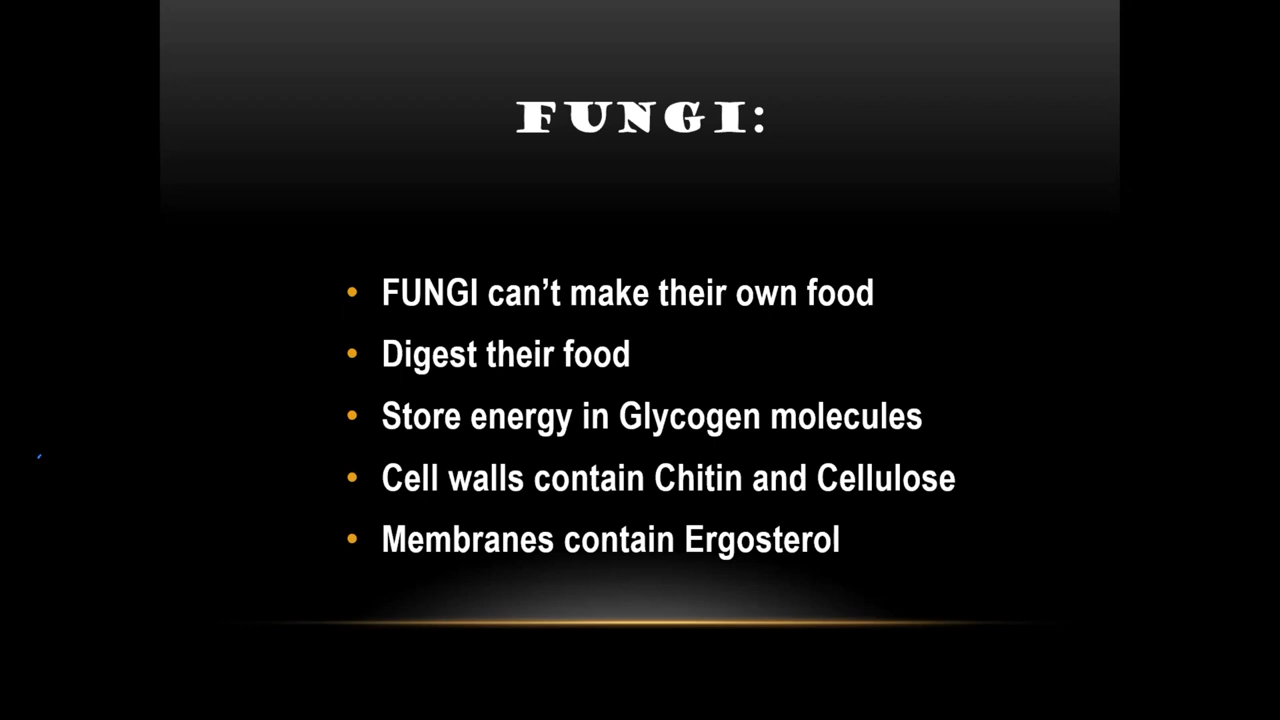 FUNGI:
• FUNGI can’t make their own food
• Digest their food
• Store energy in Glycogen molecules
• Cell walls contain Chitin and Cellulose
• Membranes contain Ergosterol